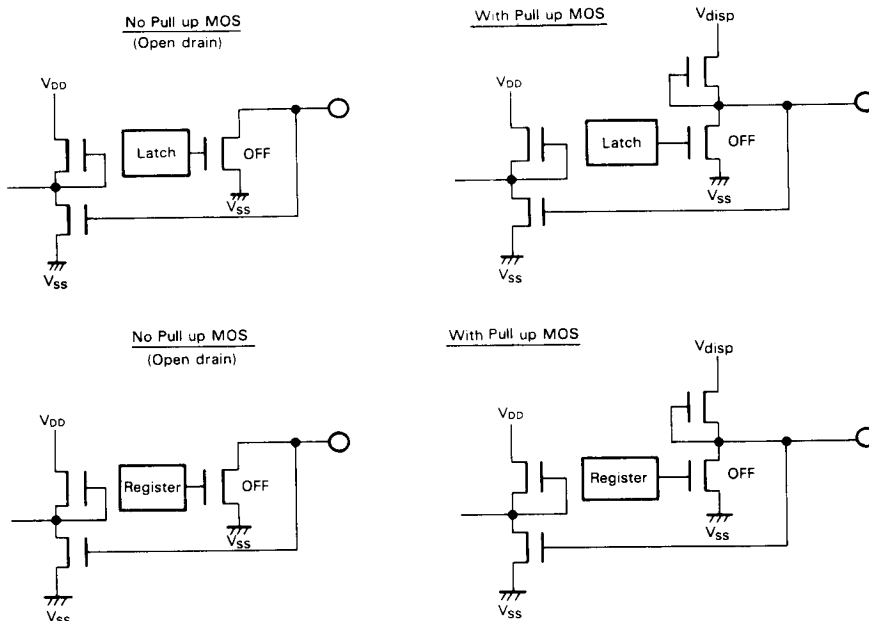 No Pull up MOS
(Open drain)
With Pull up MOS
Vdisp
VDD
VDD
Latch
OFF
Latch
OFF
VSS
VSS
VSS
VSS
No Pull up MOS
(Open drain)
With Pull up MOS
Vdisp
VDD
VDD
Register
OFF
Register
OFF
VSS
VSS
VSS
VSS